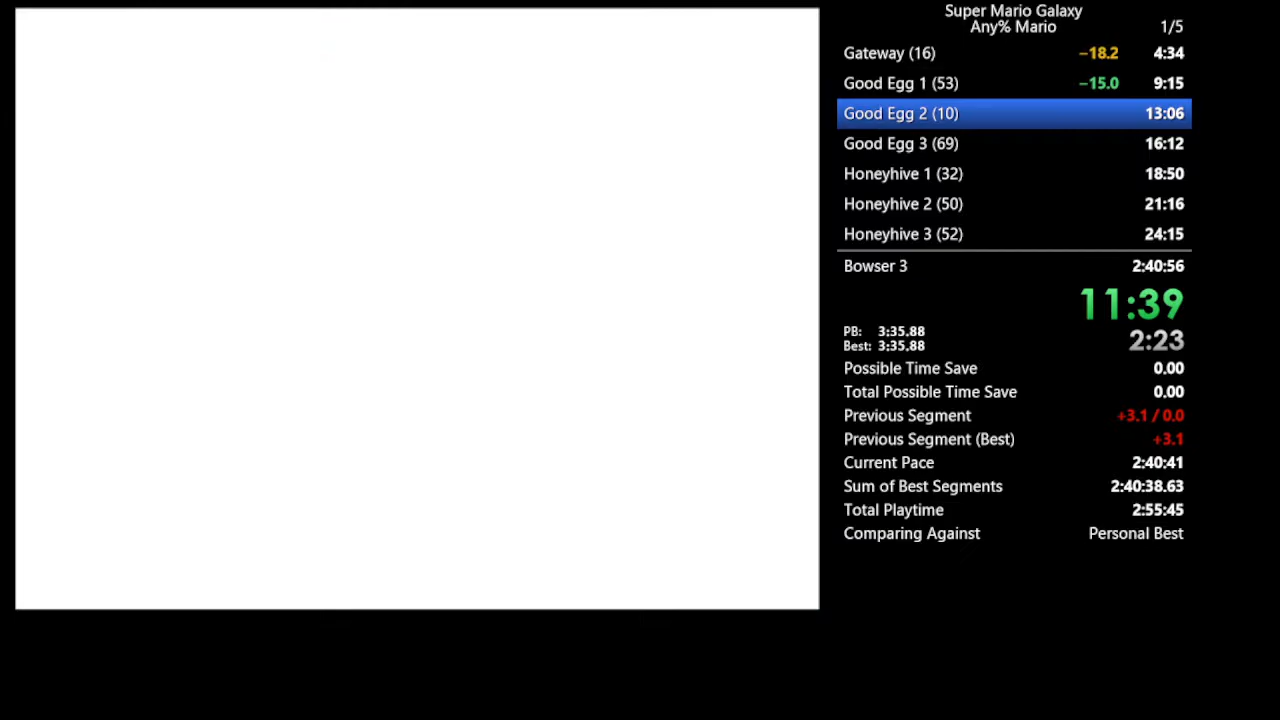 Super Mario Galaxy
Any% Mario 1/5
Gateway (16) −18.2 4:34
Good Egg 1 (53) −15.0 9:15
Good Egg 2 (10) 13:06
Good Egg 3 (69) 16:12
Honeyhive 1 (32) 18:50
Honeyhive 2 (50) 21:16
Honeyhive 3 (52) 24:15
Bowser 3 2:40:56
11:39
PB: 3:35.88
2:23
Best: 3:35.88
Possible Time Save 0.00
Total Possible Time Save 0.00
Previous Segment +3.1 / 0.0
Previous Segment (Best) +3.1
Current Pace 2:40:41
Sum of Best Segments 2:40:38.63
Total Playtime 2:55:45
Comparing Against Personal Best